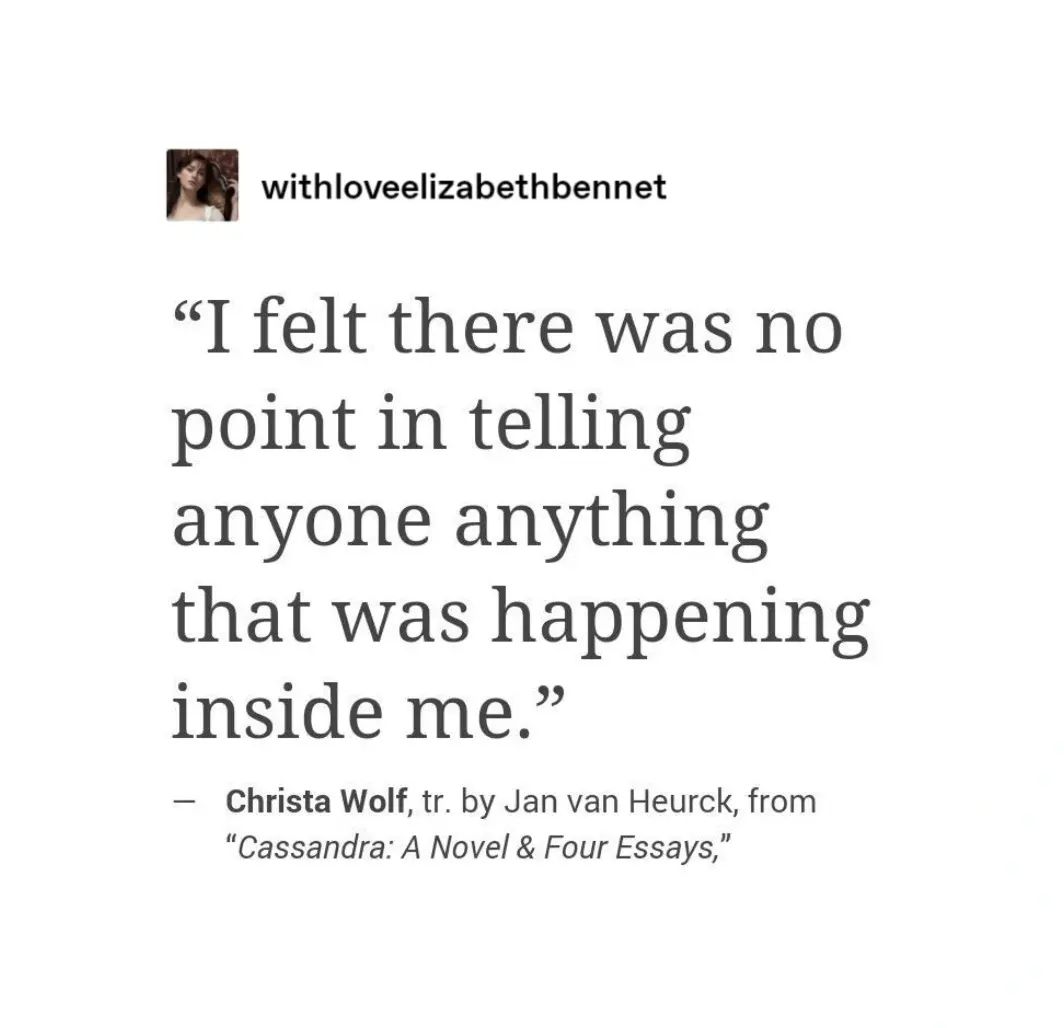 withloveelizabethbennet
“I felt there was no
point in telling
anyone anything
that was happening
inside me.”
— Christa Wolf, tr. by Jan van Heurck, from
“Cassandra: A Novel & Four Essays,”